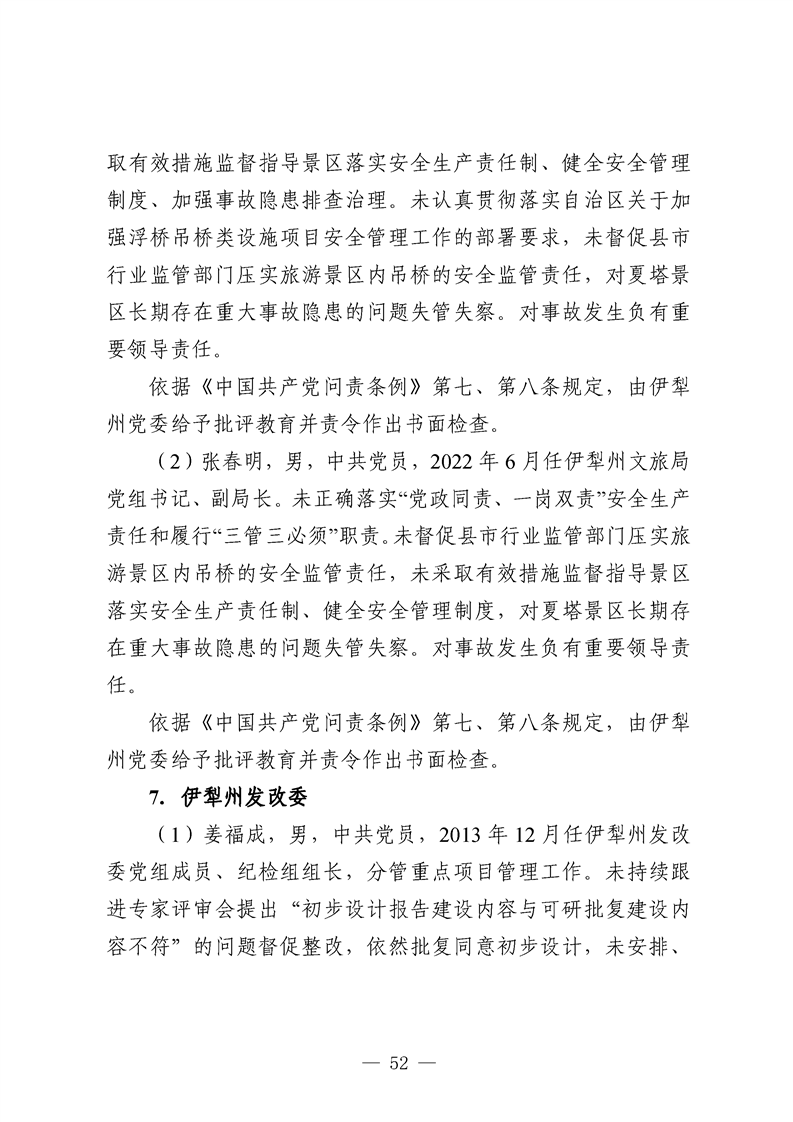 取有效措施监督指导景区落实安全生产责任制、健全安全管理
制度、加强事故隐患排查治理。未认真贯彻落实自治区关于加
强浮桥吊桥类设施项目安全管理工作的部署要求，未督促县市
行业监管部门压实旅游景区内吊桥的安全监管责任，对夏塔景
区长期存在重大事故隐患的问题失管失察。对事故发生负有重
要领导责任。
依据《中国共产党问责条例》第七、第八条规定，由伊犁
州党委给予批评教育并责令作出书面检查。
（2）张春明，男，中共党员，2022 年 6 月任伊犁州文旅局
党组书记、副局长。未正确落实“党政同责、一岗双责”安全生产
责任和履行“三管三必须”职责。未督促县市行业监管部门压实旅
游景区内吊桥的安全监管责任，未采取有效措施监督指导景区
落实安全生产责任制、健全安全管理制度，对夏塔景区长期存
在重大事故隐患的问题失管失察。对事故发生负有重要领导责
任。
依据《中国共产党问责条例》第七、第八条规定，由伊犁
州党委给予批评教育并责令作出书面检查。
7．伊犁州发改委
（1）姜福成，男，中共党员，2013 年 12 月任伊犁州发改
委党组成员、纪检组组长，分管重点项目管理工作。未持续跟
进专家评审会提出“初步设计报告建设内容与可研批复建设内
容不符”的问题督促整改，依然批复同意初步设计，未安排、
— 52 —